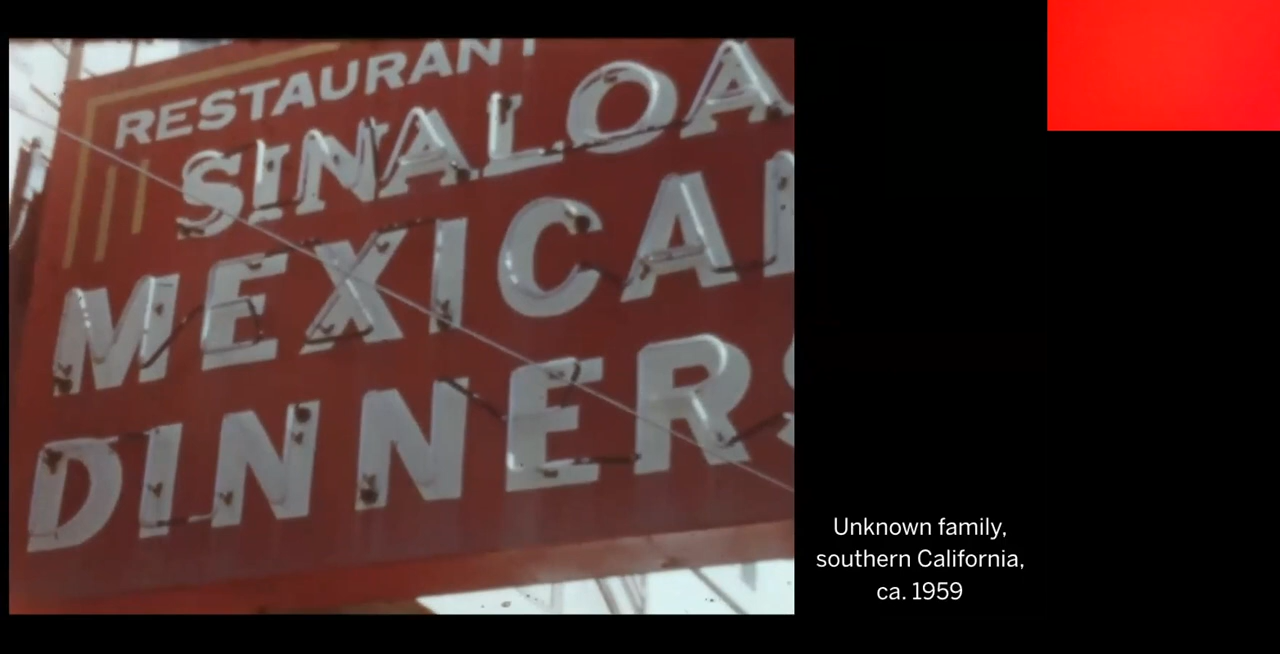 RESTAURANT
SINALOA
MEXICAN
DINNERS
Unknown family,
southern California,
ca. 1959